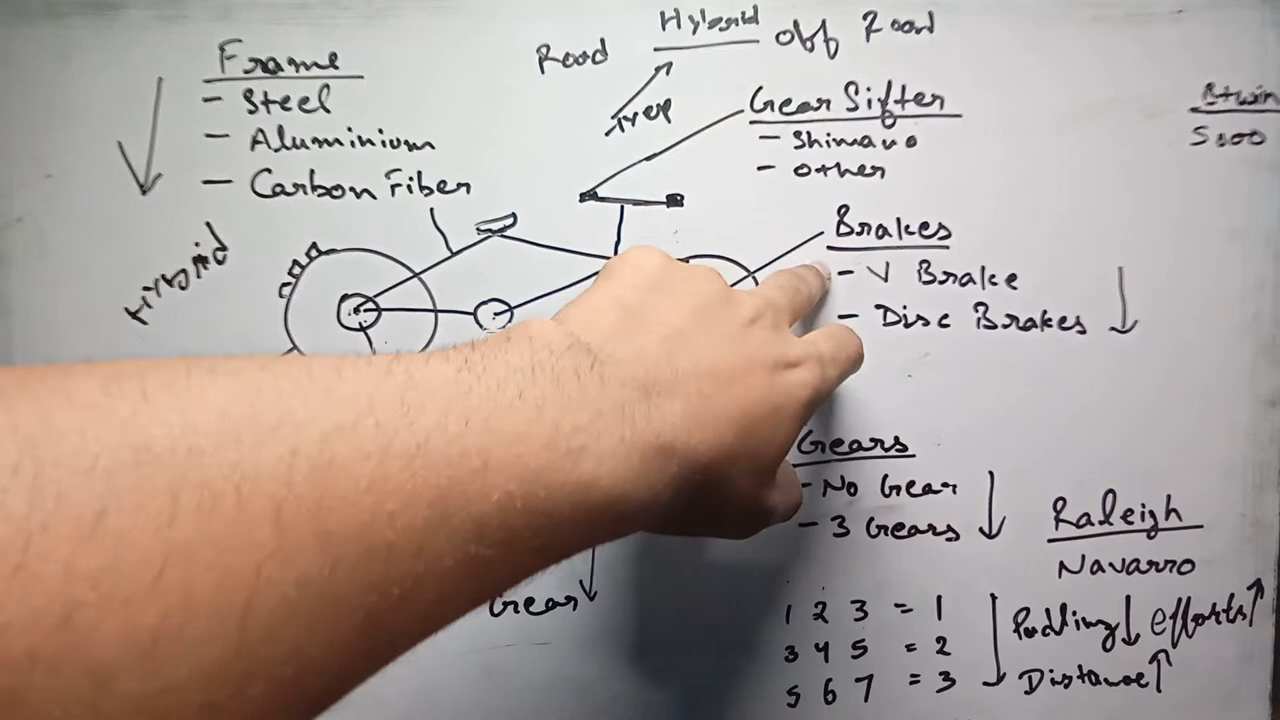 Frame
- Steel
- Aluminium
- Carbon Fiber
Hybrid
Road Hybrid Off Road
Gear Sifter
- Shimano
- Other
Btwin
5000
Brakes
- V Brake
- Disc Brakes
Gears
- No Gear
- 3 Gears
Raleigh
Navarro
Gear
1 2 3 = 1
3 4 5 = 2
5 6 7 = 3
Padling↓ efforts↑
Distance↑